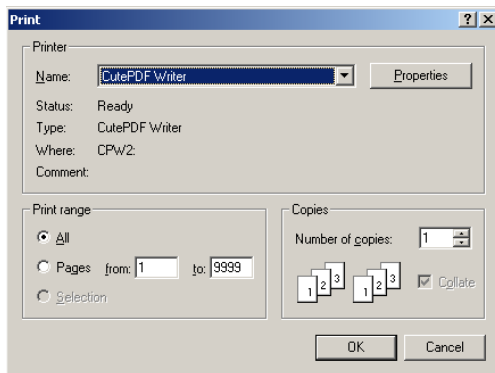 Print
Printer
Name: CutePDF Writer Properties
Status: Ready
Type: CutePDF Writer
Where: CPW2:
Comment:
Print range
All
Pages from: 1 to: 9999
Selection
Copies
Number of copies: 1
1 2 3 1 2 3 Collate
OK Cancel